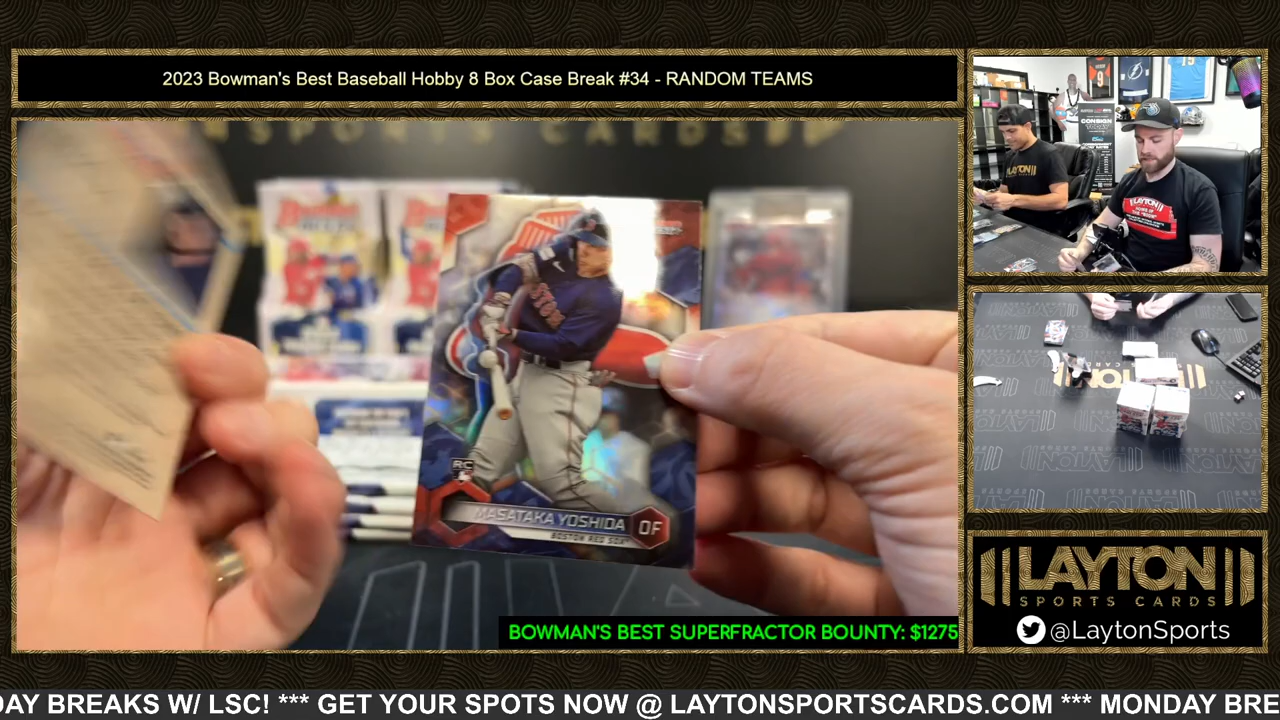 2023 Bowman's Best Baseball Hobby 8 Box Case Break #34 - RANDOM TEAMS
BOSTON
RC
MASATAKA YOSHIDA OF
BOSTON RED SOX
BOWMAN'S BEST SUPERFRACTOR BOUNTY: $1275
CONSIGN
LAYTON
LAYTON
SPORTS CARDS
@LaytonSports
DAY BREAKS W/ LSC! *** GET YOUR SPOTS NOW @ LAYTONSPORTSCARDS.COM *** MONDAY BRE